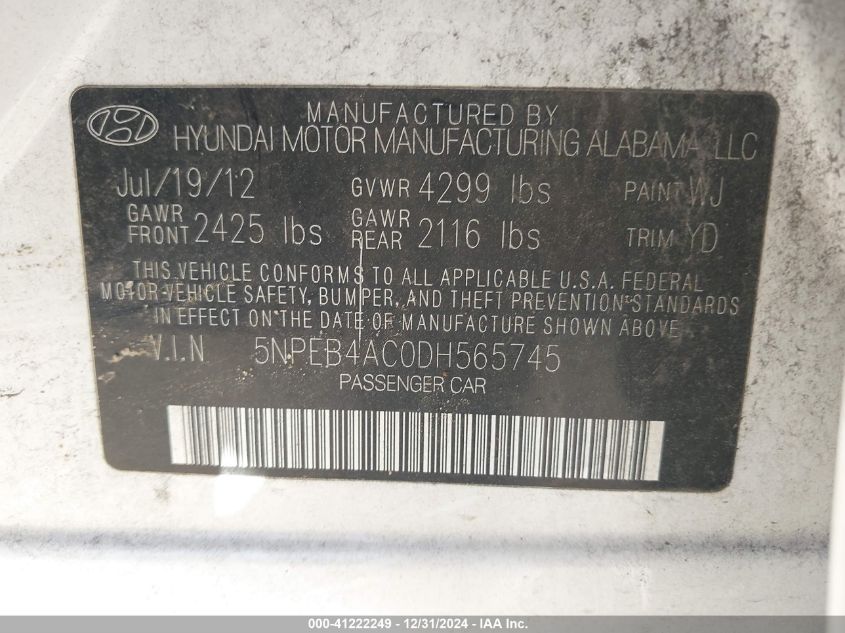 MANUFACTURED BY
HYUNDAI MOTOR MANUFACTURING ALABAMA, LLC
Jul/19/12 GVWR 4299 lbs PAINT WJ
GAWR FRONT 2425 lbs GAWR REAR 2116 lbs TRIM YD
THIS VEHICLE CONFORMS TO ALL APPLICABLE U.S.A. FEDERAL
MOTOR VEHICLE SAFETY, BUMPER, AND THEFT PREVENTION STANDARDS
IN EFFECT ON THE DATE OF MANUFACTURE SHOWN ABOVE.
V.I.N 5NPEB4AC0DH565745
PASSENGER CAR
000-41222249 - 12/31/2024 - IAA Inc.